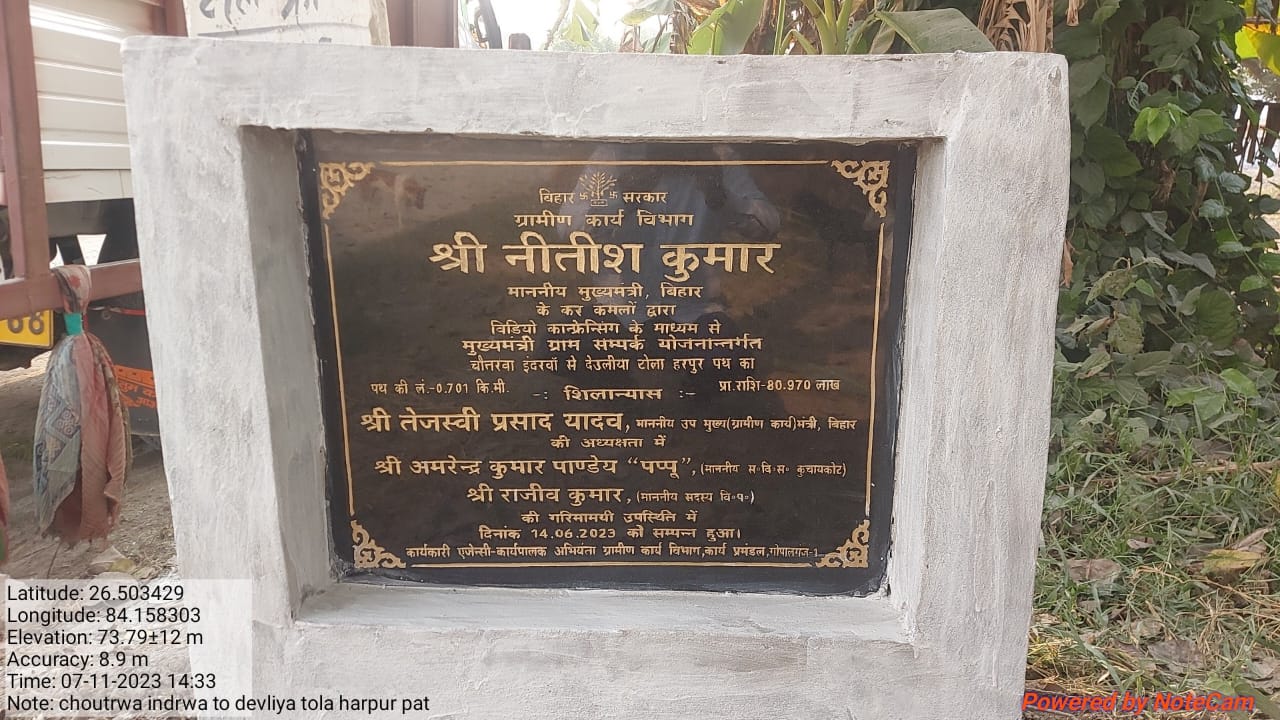 बिहार सरकार
ग्रामीण कार्य विभाग
श्री नीतीश कुमार
माननीय मुख्यमंत्री, बिहार
के कर कमलों द्वारा
विडियो कान्फ्रेन्सिंग के माध्यम से
मुख्यमंत्री ग्राम सम्पर्क योजनान्तर्गत
चौतरवा इंदरवाँ से देउलीया टोला हरपुर पथ का
पथ की लं.-0.701 कि.मी. -: शिलान्यास :- प्रा.राशि-80.970 लाख
श्री तेजस्वी प्रसाद यादव, माननीय उप मुख्य(ग्रामीण कार्य)मंत्री, बिहार
की अध्यक्षता में
श्री अमरेन्द्र कुमार पाण्डेय “पप्पू”, (माननीय स०वि०स० कुचायकोट)
श्री राजीव कुमार, (माननीय सदस्य वि०प०)
की गरिमामयी उपस्थिति में
दिनांक 14.06.2023 को सम्पन्न हुआ।
कार्यकारी एजेन्सी-कार्यपालक अभियंता ग्रामीण कार्य विभाग,कार्य प्रमंडल,गोपालगंज-1
Latitude: 26.503429
Longitude: 84.158303
Elevation: 73.79±12 m
Accuracy: 8.9 m
Time: 07-11-2023 14:33
Note: choutrwa indrwa to devliya tola harpur pat
Powered by NoteCam